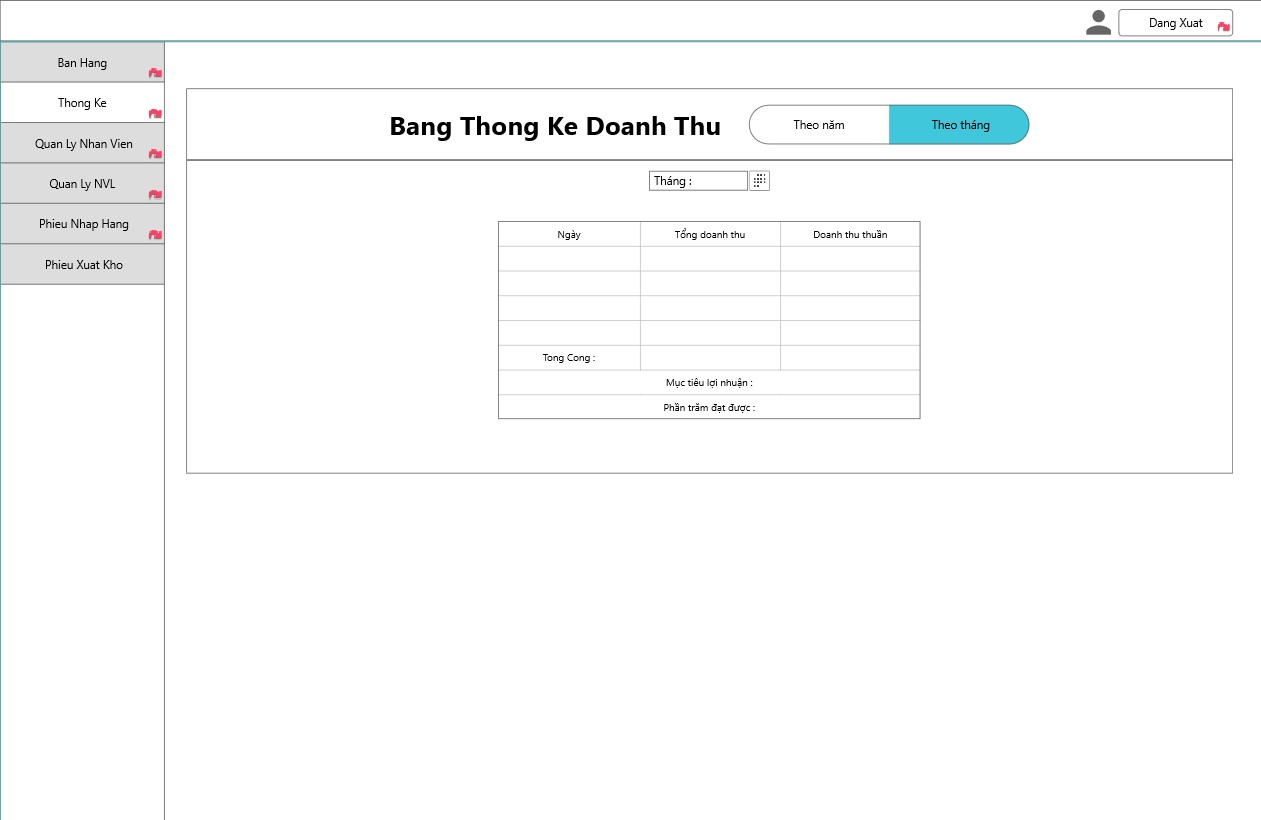 Dang Xuat
Ban Hang
Thong Ke
Quan Ly Nhan Vien
Quan Ly NVL
Phieu Nhap Hang
Phieu Xuat Kho
Bang Thong Ke Doanh Thu
Theo năm
Theo tháng
Tháng :
Ngày
Tổng doanh thu
Doanh thu thuần
Tong Cong :
Mục tiêu lợi nhuận :
Phần trăm đạt được :